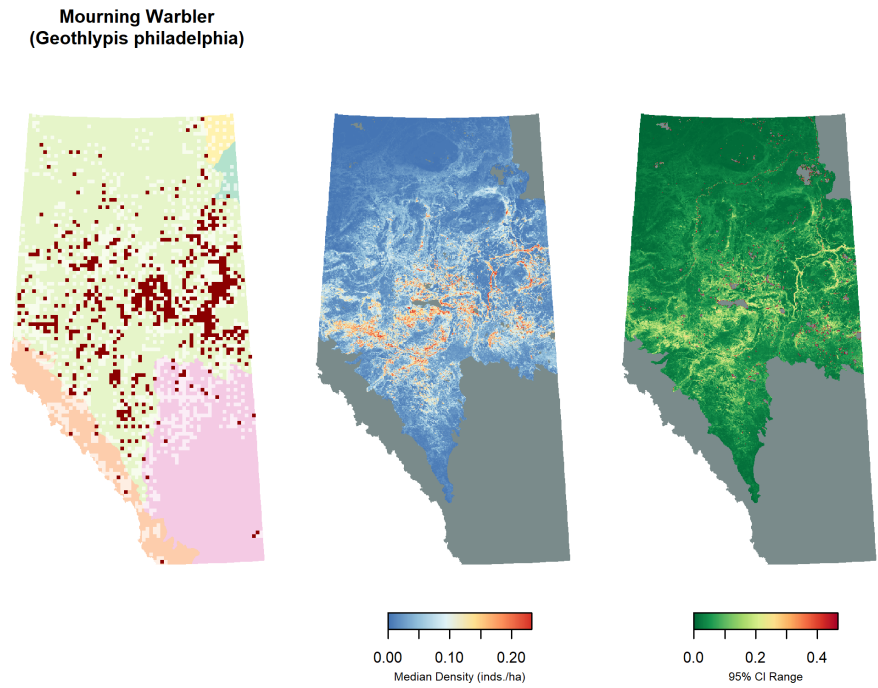 Mourning Warbler
(Geothlypis philadelphia)
0.00 0.10 0.20
Median Density (inds./ha)
0.0 0.2 0.4
95% CI Range